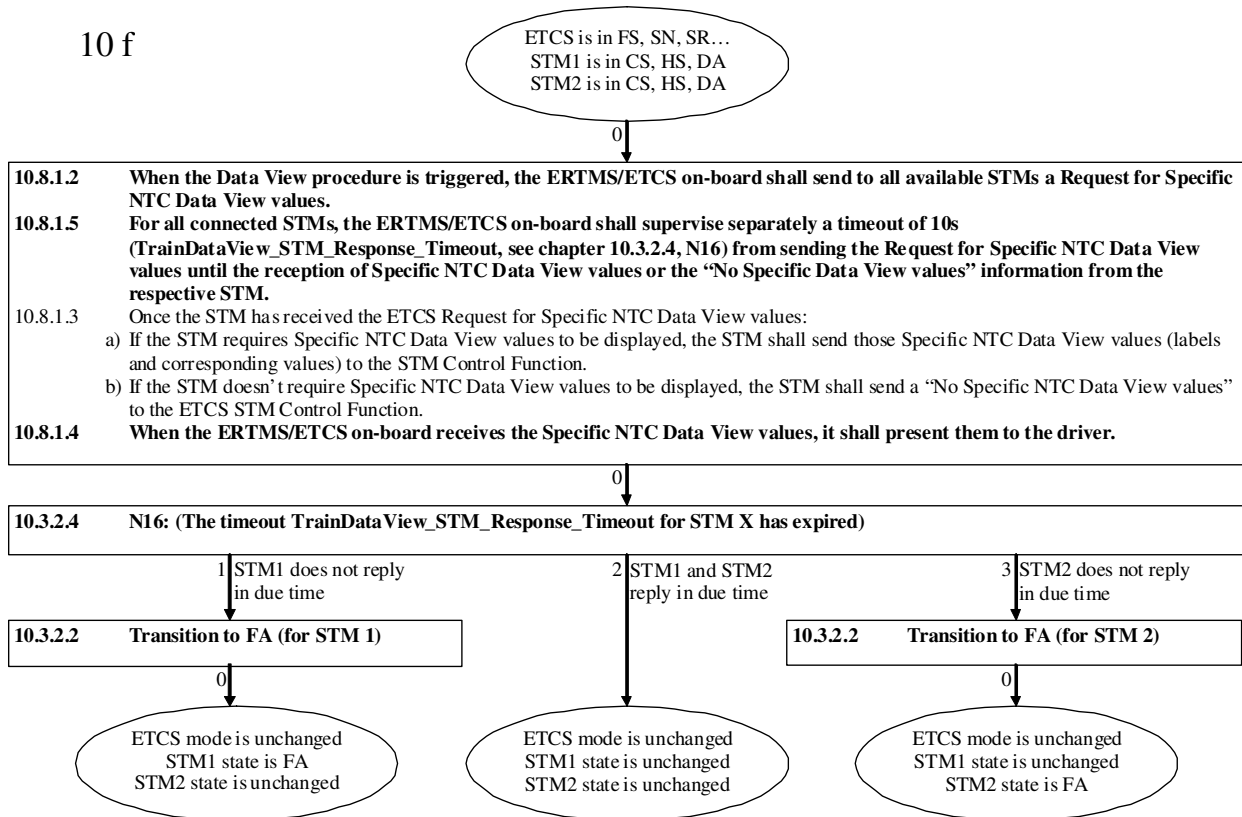 10 f
ETCS is in FS, SN, SR…
STM1 is in CS, HS, DA
STM2 is in CS, HS, DA
0
10.8.1.2 When the Data View procedure is triggered, the ERTMS/ETCS on-board shall send to all available STMs a Request for Specific
NTC Data View values.
10.8.1.5 For all connected STMs, the ERTMS/ETCS on-board shall supervise separately a timeout of 10s
(TrainDataView_STM_Response_Timeout, see chapter 10.3.2.4, N16) from sending the Request for Specific NTC Data View
values until the reception of Specific NTC Data View values or the “No Specific Data View values” information from the
respective STM.
10.8.1.3 Once the STM has received the ETCS Request for Specific NTC Data View values:
a) If the STM requires Specific NTC Data View values to be displayed, the STM shall send those Specific NTC Data View values (labels
and corresponding values) to the STM Control Function.
b) If the STM doesn’t require Specific NTC Data View values to be displayed, the STM shall send a “No Specific NTC Data View values”
to the ETCS STM Control Function.
10.8.1.4 When the ERTMS/ETCS on-board receives the Specific NTC Data View values, it shall present them to the driver.
0
10.3.2.4 N16: (The timeout TrainDataView_STM_Response_Timeout for STM X has expired)
1 STM1 does not reply
in due time
2 STM1 and STM2
reply in due time
3 STM2 does not reply
in due time
10.3.2.2 Transition to FA (for STM 1)
10.3.2.2 Transition to FA (for STM 2)
0
0
ETCS mode is unchanged
STM1 state is FA
STM2 state is unchanged
ETCS mode is unchanged
STM1 state is unchanged
STM2 state is unchanged
ETCS mode is unchanged
STM1 state is unchanged
STM2 state is FA